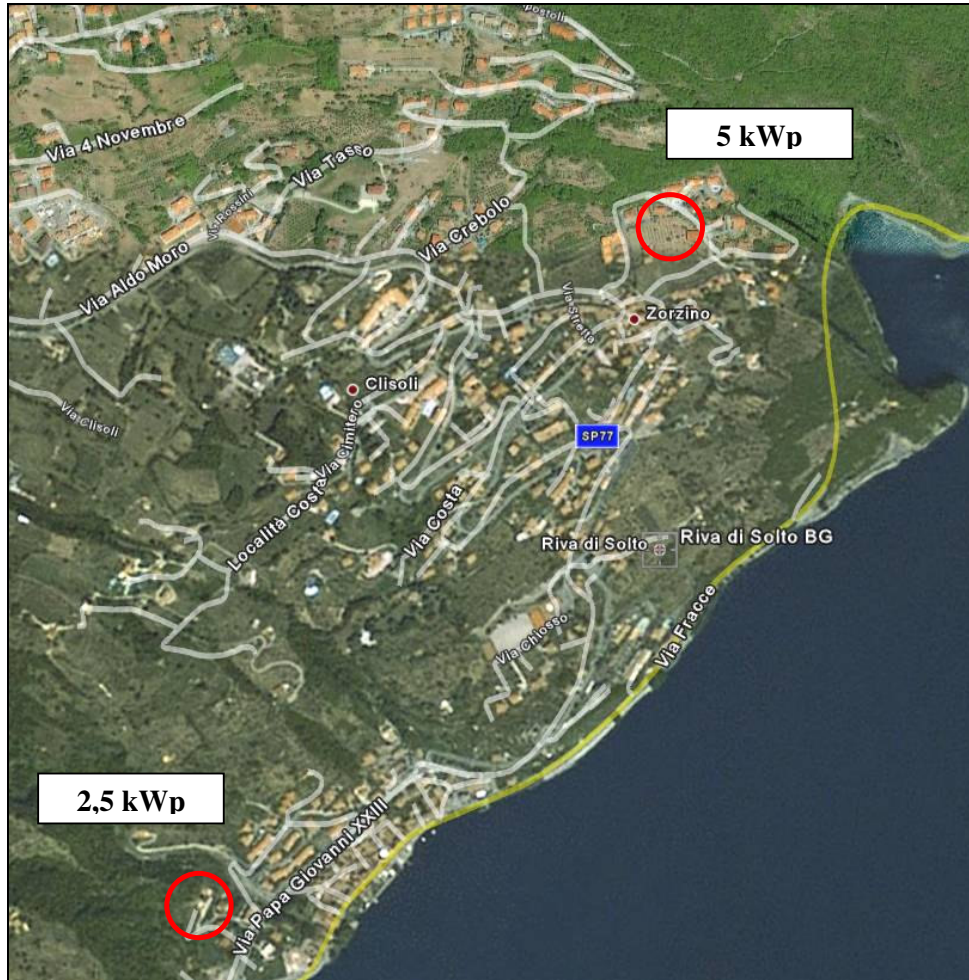 postoli
5 kWp
Via 4 Novembre
Via Tasso
Via Rossini
Via Crebolo
Via Aldo Moro
Via Stretta
Zorzino
Clisoli
Via Clisoli
Via Cimitero
SP77
Località Costa
Via Costa
Riva di Solto
Riva di Solto BG
Via Fracce
Via Chiosso
2,5 kWp
Via Papa Giovanni XXIII